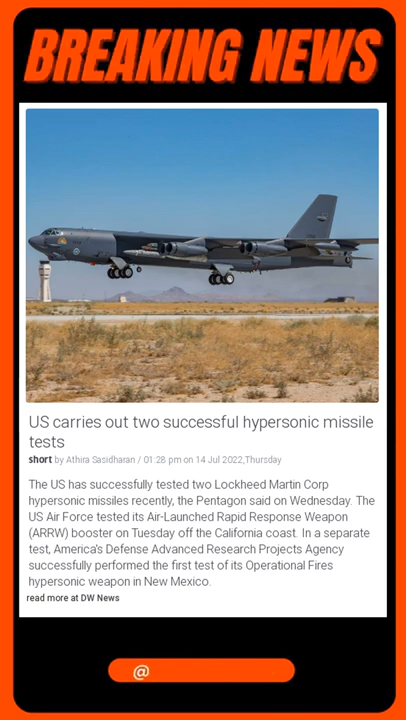 BREAKING NEWS
US carries out two successful hypersonic missile
tests
short by Athira Sasidharan / 01:28 pm on 14 Jul 2022,Thursday
The US has successfully tested two Lockheed Martin Corp
hypersonic missiles recently, the Pentagon said on Wednesday. The
US Air Force tested its Air-Launched Rapid Response Weapon
(ARRW) booster on Tuesday off the California coast. In a separate
test, America's Defense Advanced Research Projects Agency
successfully performed the first test of its Operational Fires
hypersonic weapon in New Mexico.
read more at DW News
@